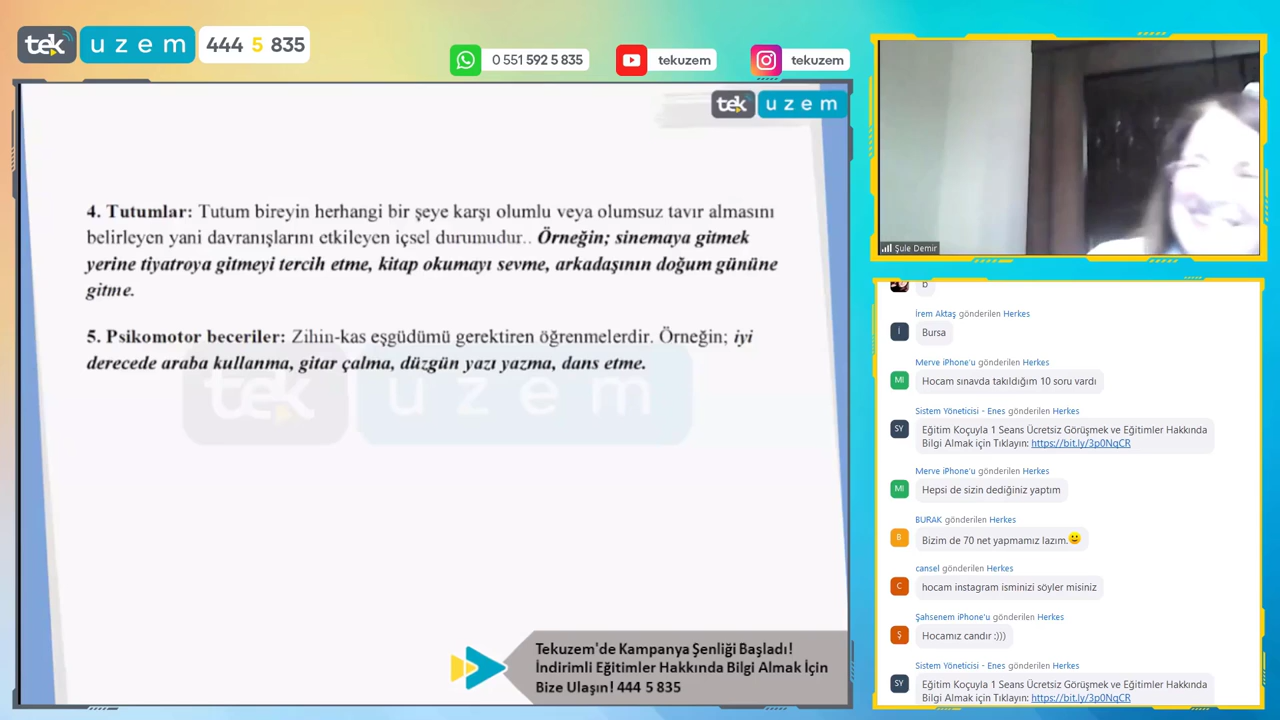 tek uzem 444 5 835
0 551 592 5 835
tekuzem
tekuzem
tek uzem
4. Tutumlar: Tutum bireyin herhangi bir şeye karşı olumlu veya olumsuz tavır almasını
belirleyen yani davranışlarını etkileyen içsel durumudur.. Örneğin; sinemaya gitmek
yerine tiyatroya gitmeyi tercih etme, kitap okumayı sevme, arkadaşının doğum gününe
gitme.
5. Psikomotor beceriler: Zihin-kas eşgüdümü gerektiren öğrenmelerdir. Örneğin; iyi
derecede araba kullanma, gitar çalma, düzgün yazı yazma, dans etme.
tek uzem
Tekuzem'de Kampanya Şenliği Başladı!
İndirimli Eğitimler Hakkında Bilgi Almak İçin
Bize Ulaşın! 444 5 835
Şule Demir
b
İrem Aktaş gönderilen Herkes
İ
Bursa
Merve iPhone'u gönderilen Herkes
MI
Hocam sınavda takıldığım 10 soru vardı
Sistem Yöneticisi - Enes gönderilen Herkes
SY
Eğitim Koçuyla 1 Seans Ücretsiz Görüşmek ve Eğitimler Hakkında
Bilgi Almak için Tıklayın: https://bit.ly/3p0NqCR
Merve iPhone'u gönderilen Herkes
MI
Hepsi de sizin dediğiniz yaptım
BURAK gönderilen Herkes
B
Bizim de 70 net yapmamız lazım.
cansel gönderilen Herkes
C
hocam instagram isminizi söyler misiniz
Şahsenem iPhone'u gönderilen Herkes
Ş
Hocamız candır :)))
Sistem Yöneticisi - Enes gönderilen Herkes
SY
Eğitim Koçuyla 1 Seans Ücretsiz Görüşmek ve Eğitimler Hakkında
Bilgi Almak için Tıklayın: https://bit.ly/3p0NqCR